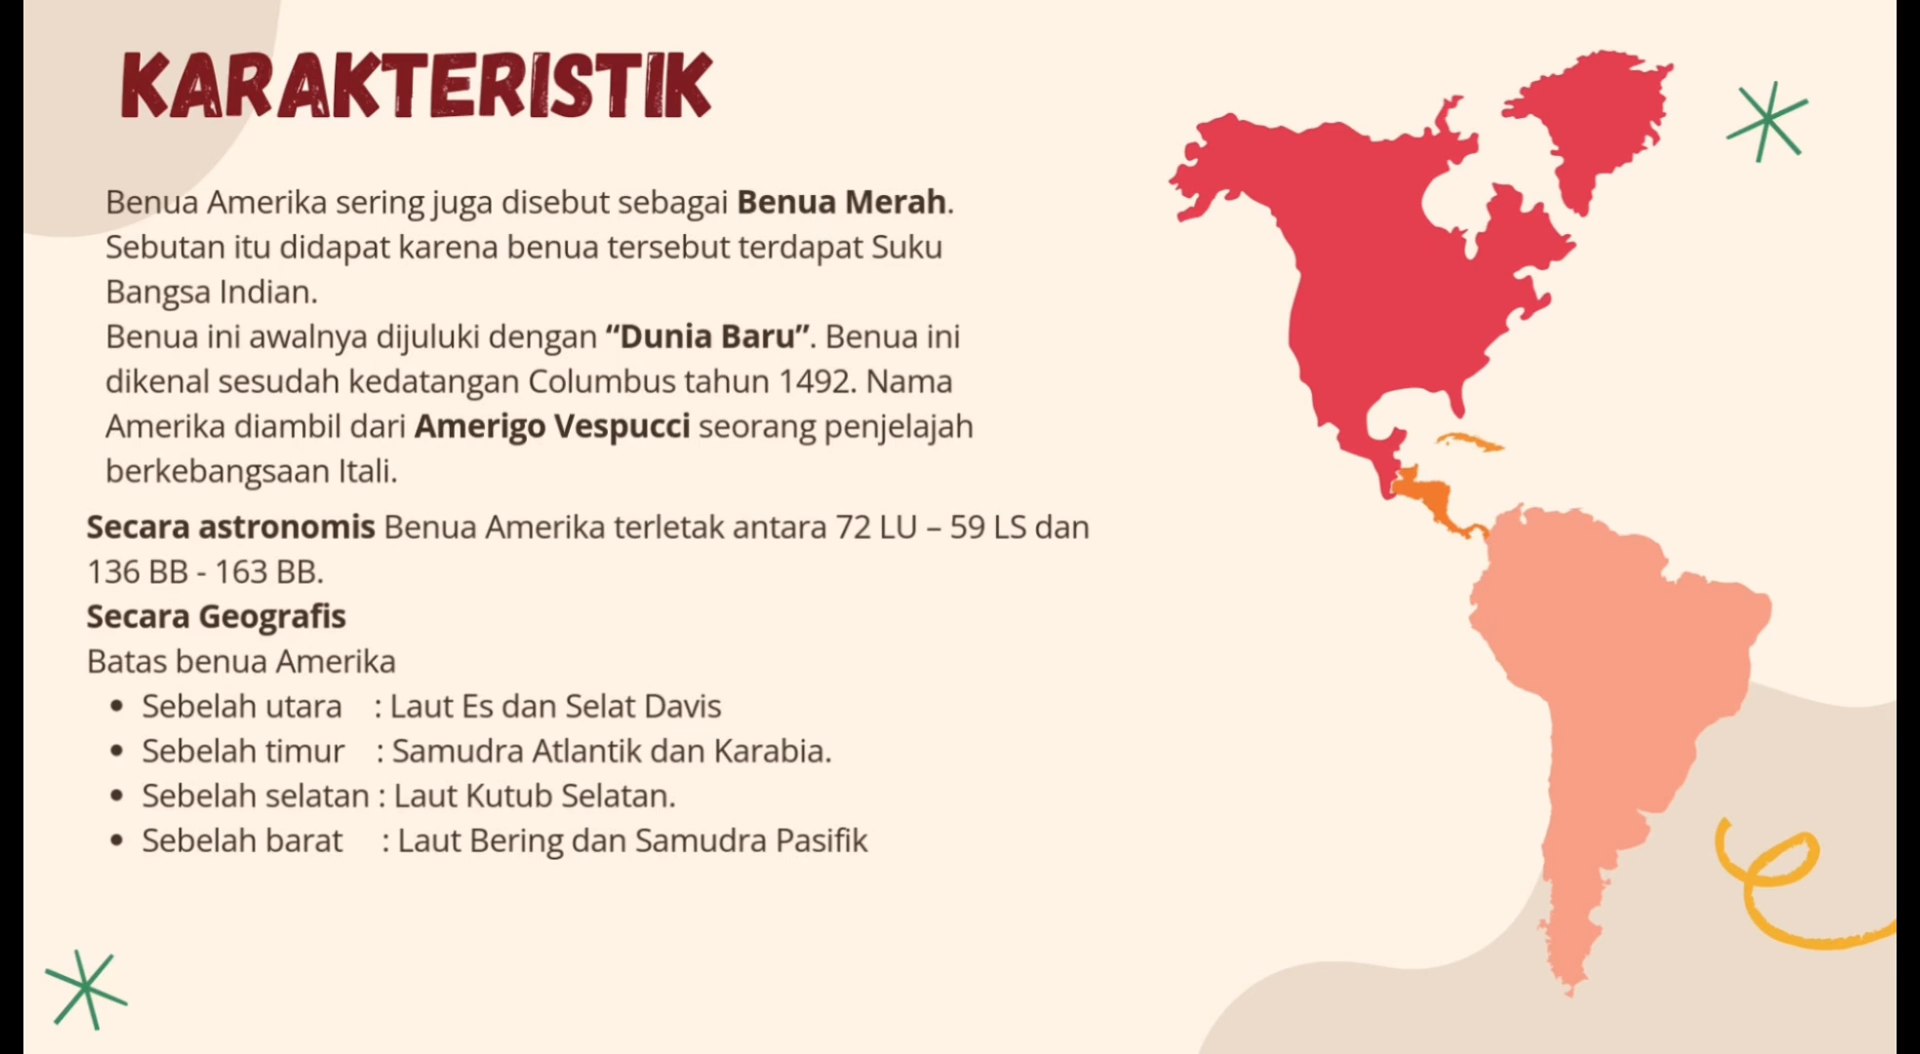 KARAKTERISTIK
Benua Amerika sering juga disebut sebagai Benua Merah.
Sebutan itu didapat karena benua tersebut terdapat Suku
Bangsa Indian.
Benua ini awalnya dijuluki dengan “Dunia Baru”. Benua ini
dikenal sesudah kedatangan Columbus tahun 1492. Nama
Amerika diambil dari Amerigo Vespucci seorang penjelajah
berkebangsaan Itali.
Secara astronomis Benua Amerika terletak antara 72 LU – 59 LS dan
136 BB - 163 BB.
Secara Geografis
Batas benua Amerika
• Sebelah utara : Laut Es dan Selat Davis
• Sebelah timur : Samudra Atlantik dan Karabia.
• Sebelah selatan : Laut Kutub Selatan.
• Sebelah barat : Laut Bering dan Samudra Pasifik